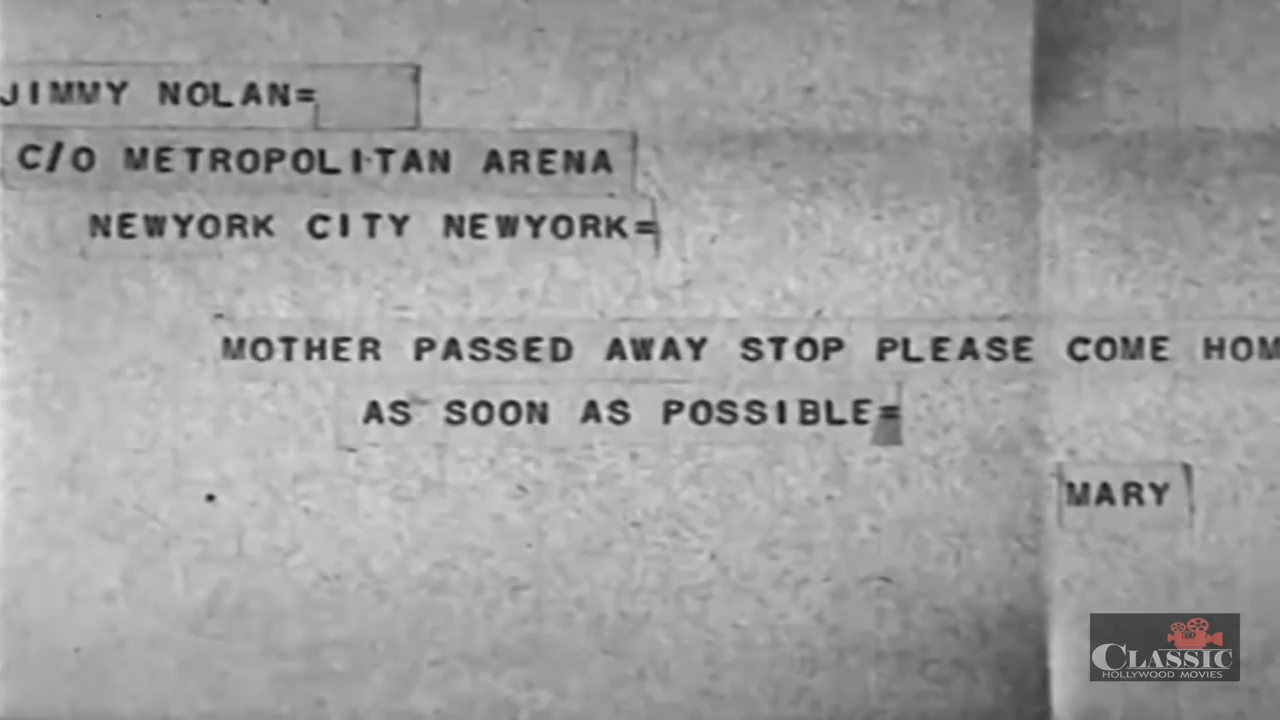 JIMMY NOLAN=
C/O METROPOLITAN ARENA
NEWYORK CITY NEWYORK=
MOTHER PASSED AWAY STOP PLEASE COME HOM
AS SOON AS POSSIBLE=
MARY
CLASSIC
HOLLYWOOD MOVIES